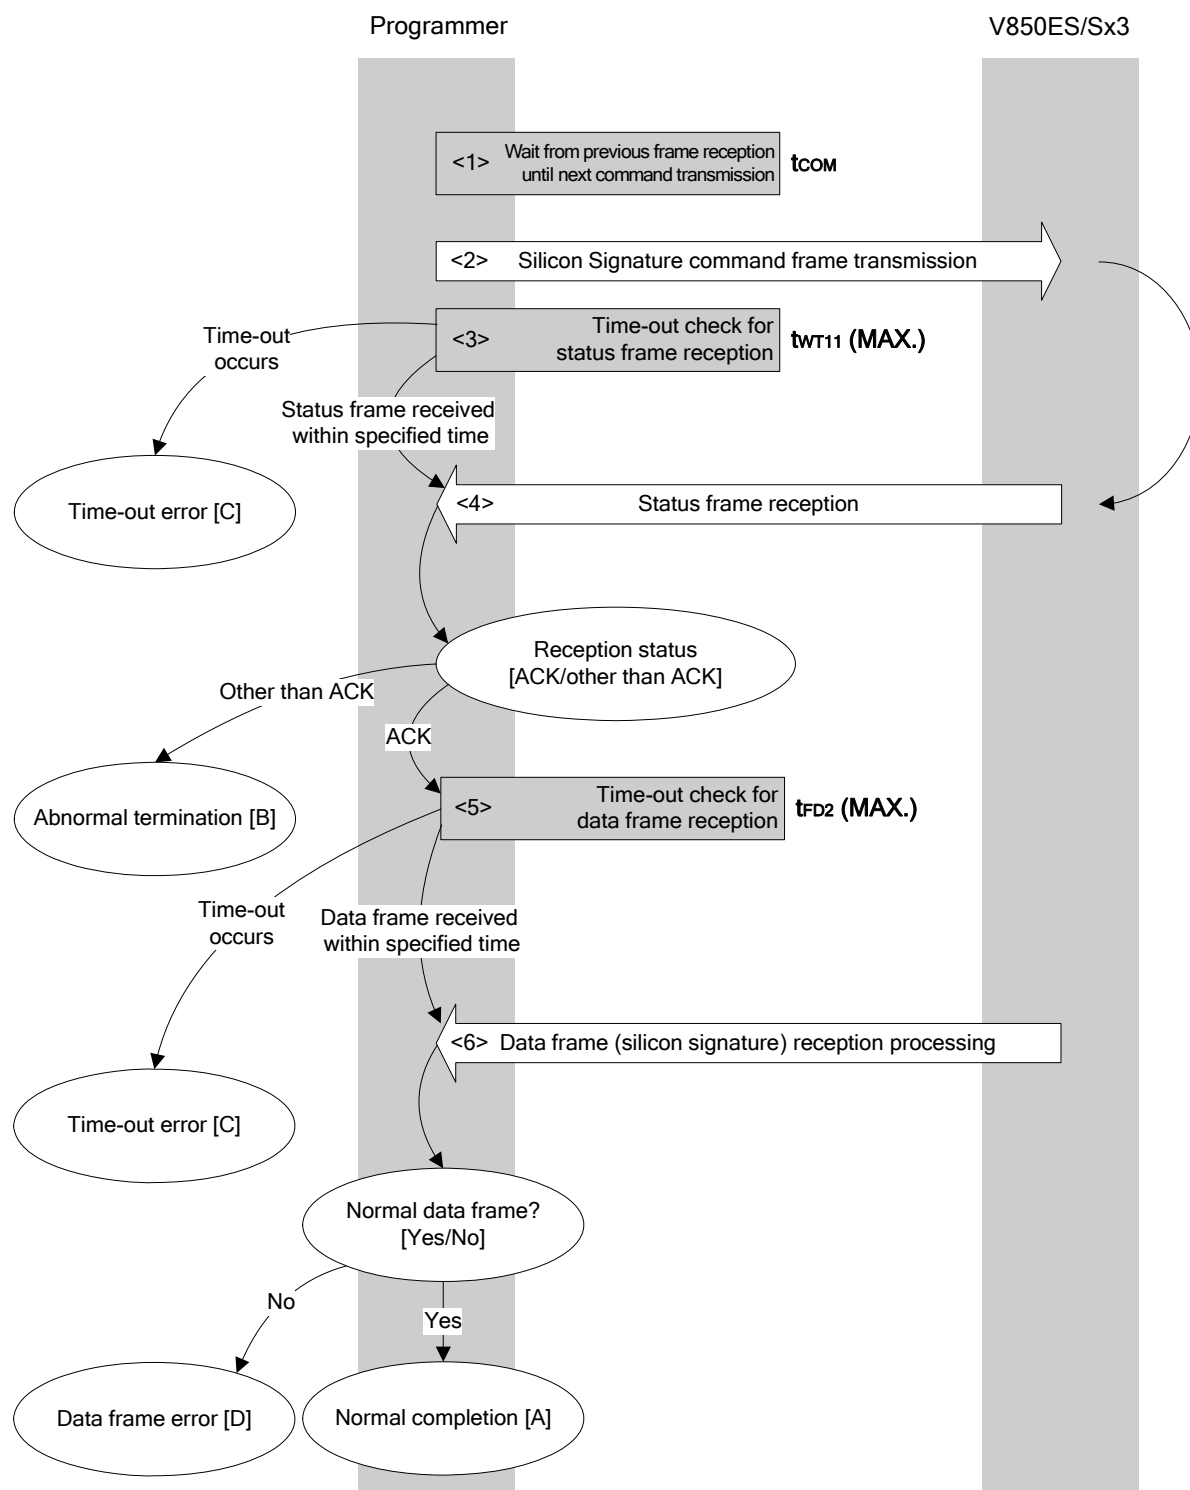 Programmer
V850ES/Sx3
<1> Wait from previous frame reception
until next command transmission
tCOM
<2> Silicon Signature command frame transmission
Time-out
occurs
<3> Time-out check for
status frame reception
tWT11 (MAX.)
Status frame received
within specified time
Time-out error [C]
<4> Status frame reception
Reception status
[ACK/other than ACK]
Other than ACK
ACK
Abnormal termination [B]
<5> Time-out check for
data frame reception
tFD2 (MAX.)
Time-out
occurs
Data frame received
within specified time
<6> Data frame (silicon signature) reception processing
Time-out error [C]
Normal data frame?
[Yes/No]
No
Yes
Data frame error [D]
Normal completion [A]